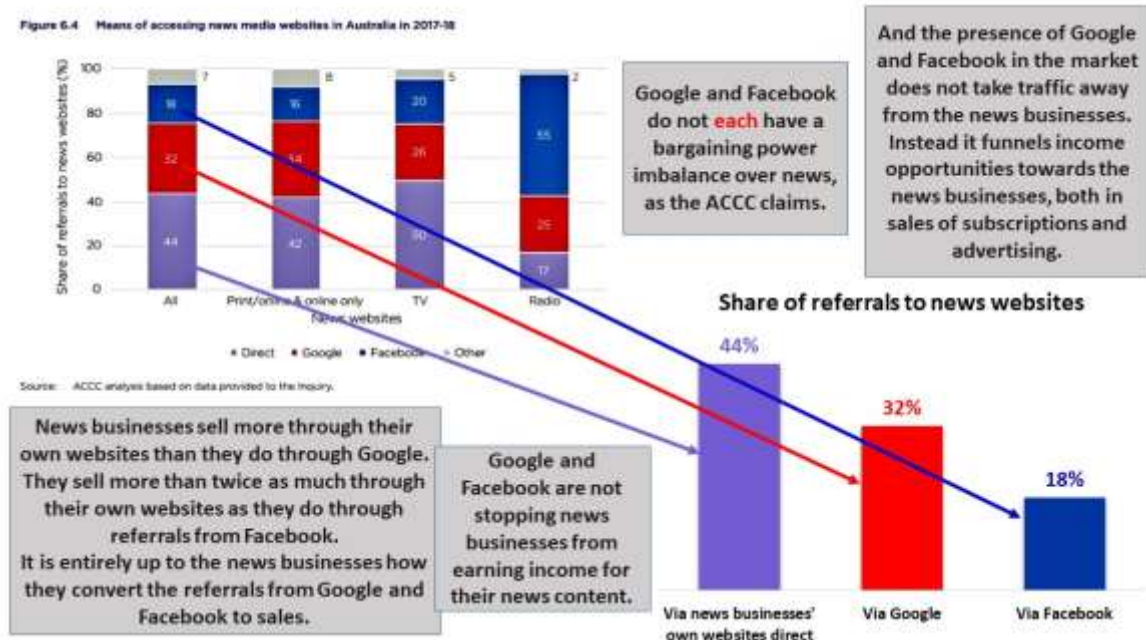 Figure 6.4 Means of accessing news media websites in Australia in 2017-18
Share of referrals to news websites (%)
100
80
60
40
20
0
7
18
32
44
8
16
34
42
5
20
26
50
2
55
25
17
All
Print/online & online only
TV
Radio
News websites
Direct
Google
Facebook
Other
Source: ACCC analysis based on data provided to the Inquiry.
Google and Facebook
do not each have a
bargaining power
imbalance over news,
as the ACCC claims.
And the presence of Google
and Facebook in the market
does not take traffic away
from the news businesses.
Instead it funnels income
opportunities towards the
news businesses, both in
sales of subscriptions and
advertising.
News businesses sell more through their
own websites than they do through Google.
They sell more than twice as much through
their own websites as they do through
referrals from Facebook.
It is entirely up to the news businesses how
they convert the referrals from Google and
Facebook to sales.
Google and
Facebook are not
stopping news
businesses from
earning income for
their news content.
Share of referrals to news websites
44%
32%
18%
Via news businesses'
own websites direct
Via Google
Via Facebook